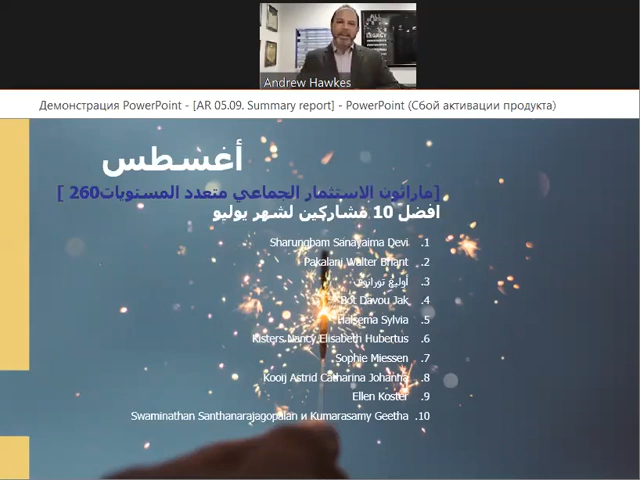 Andrew Hawkes
Демонстрация PowerPoint - [AR 05.09. Summary report] - PowerPoint (Сбой активации продукта)
أغسطس
[ماراثون الاستثمار الجماعي متعدد المستويات260 ]
افضل 10 مشاركين لشهر يوليو
1. Sharungbam Sanayaima Devi
2. Pakalani Walter Bhant
3. أوليغ
4. Bot Davou Jak
5. Halsema Sylvia
6. Kisters Nancy Elisabeth Hubertus
7. Sophie Miessen
8. Kooij Astrid Catharina Johanna
9. Ellen Koster
10. Swaminathan Santhanarajagopalan и Kumarasamy Geetha